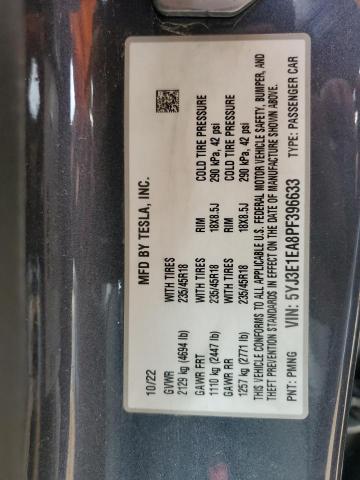 MFD BY TESLA, INC.
10/22
GVWR WITH TIRES RIM COLD TIRE PRESSURE
2129 kg (4694 lb) 235/45R18 18X8.5J 290 kPa, 42 psi
GAWR FRT WITH TIRES RIM COLD TIRE PRESSURE
1110 kg (2447 lb) 235/45R18 18X8.5J 290 kPa, 42 psi
GAWR RR
1257 kg (2771 lb)
THIS VEHICLE CONFORMS TO ALL APPLICABLE U.S. FEDERAL MOTOR VEHICLE SAFETY, BUMPER, AND
THEFT PREVENTION STANDARDS IN EFFECT ON THE DATE OF MANUFACTURE SHOWN ABOVE.
PNT: PMNG VIN: 5YJ3E1EA8PF396633 TYPE: PASSENGER CAR